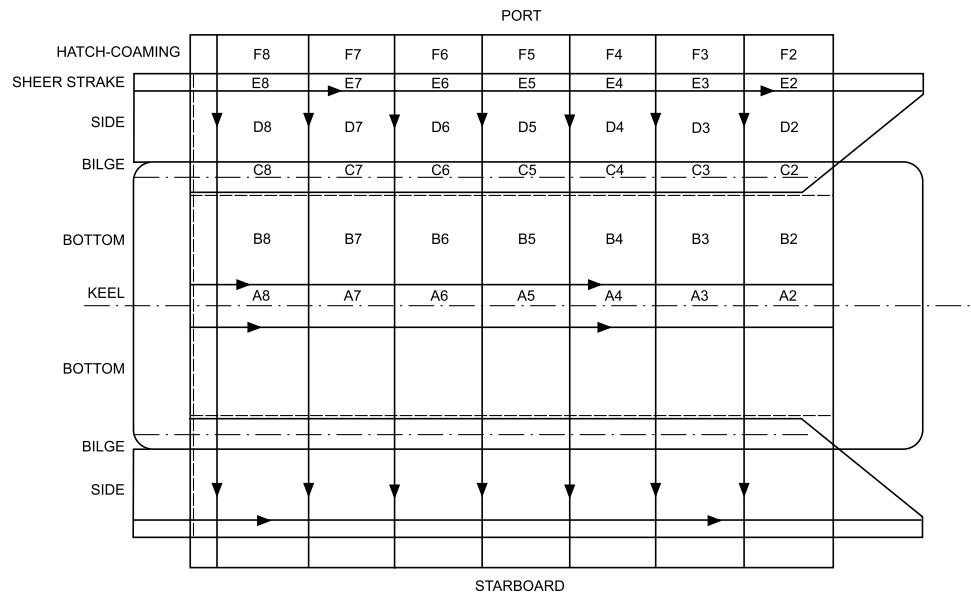 PORT
HATCH-COAMING F8 F7 F6 F5 F4 F3 F2
SHEER STRAKE E8 E7 E6 E5 E4 E3 E2
SIDE D8 D7 D6 D5 D4 D3 D2
BILGE C8 C7 C6 C5 C4 C3 C2
BOTTOM B8 B7 B6 B5 B4 B3 B2
KEEL A8 A7 A6 A5 A4 A3 A2
BOTTOM
BILGE
SIDE
STARBOARD